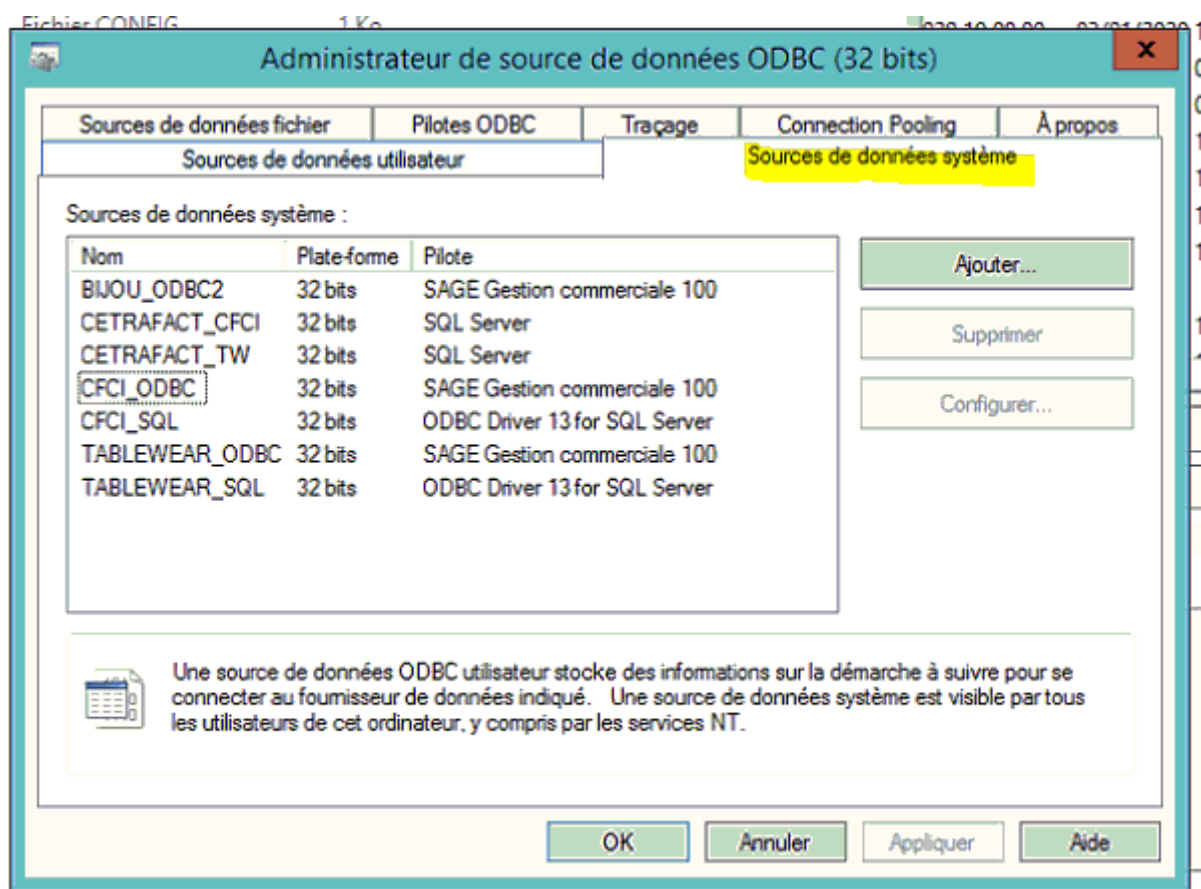 Fichier CONFIG 1 Ko
Administrateur de source de données ODBC (32 bits)
x
Sources de données fichier Pilotes ODBC Traçage Connection Pooling À propos
Sources de données utilisateur Sources de données système
Sources de données système :
Nom Plate-forme Pilote
BIJOU_ODBC2 32 bits SAGE Gestion commerciale 100
CETRAFACT_CFCI 32 bits SQL Server
CETRAFACT_TW 32 bits SQL Server
CFCI_ODBC 32 bits SAGE Gestion commerciale 100
CFCI_SQL 32 bits ODBC Driver 13 for SQL Server
TABLEWEAR_ODBC 32 bits SAGE Gestion commerciale 100
TABLEWEAR_SQL 32 bits ODBC Driver 13 for SQL Server
Ajouter...
Supprimer
Configurer...
Une source de données ODBC utilisateur stocke des informations sur la démarche à suivre pour se
connecter au fournisseur de données indiqué. Une source de données système est visible par tous
les utilisateurs de cet ordinateur, y compris par les services NT.
OK Annuler Appliquer Aide